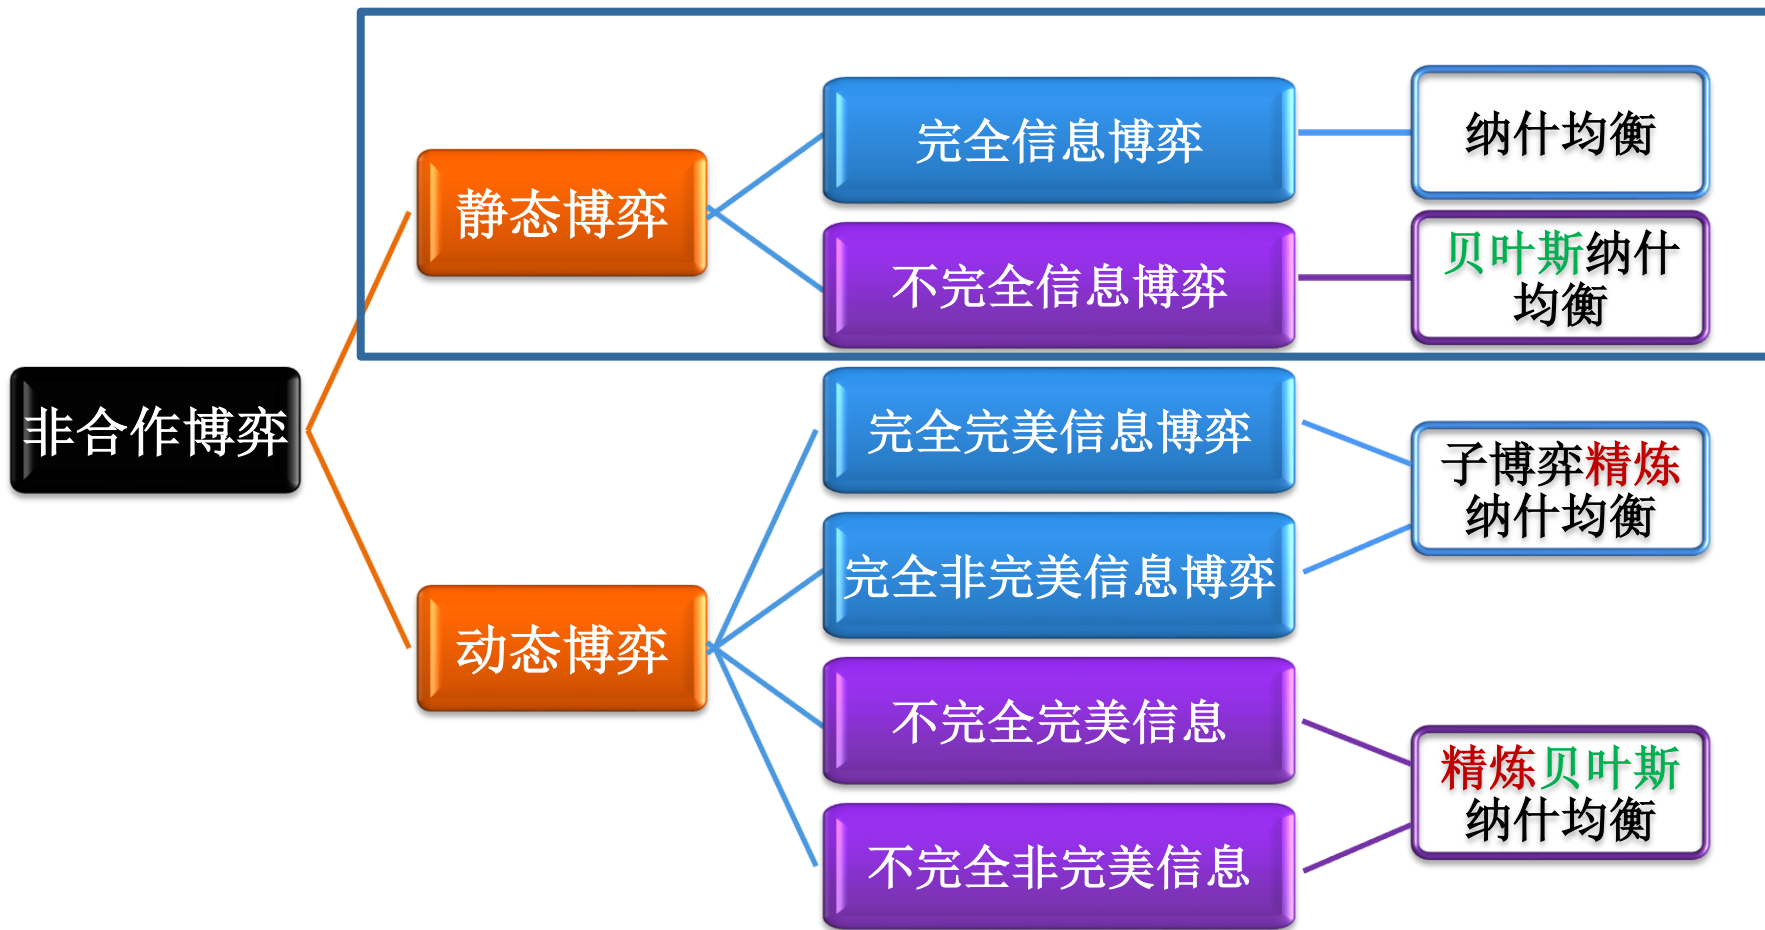 非合作博弈
静态博弈
完全信息博弈
纳什均衡
不完全信息博弈
贝叶斯纳什
均衡
动态博弈
完全完美信息博弈
完全非完美信息博弈
子博弈精炼
纳什均衡
不完全完美信息
不完全非完美信息
精炼贝叶斯
纳什均衡